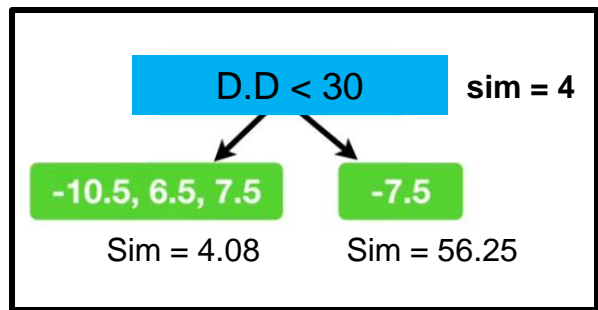 D.D < 30 sim = 4
-10.5, 6.5, 7.5 -7.5
Sim = 4.08 Sim = 56.25